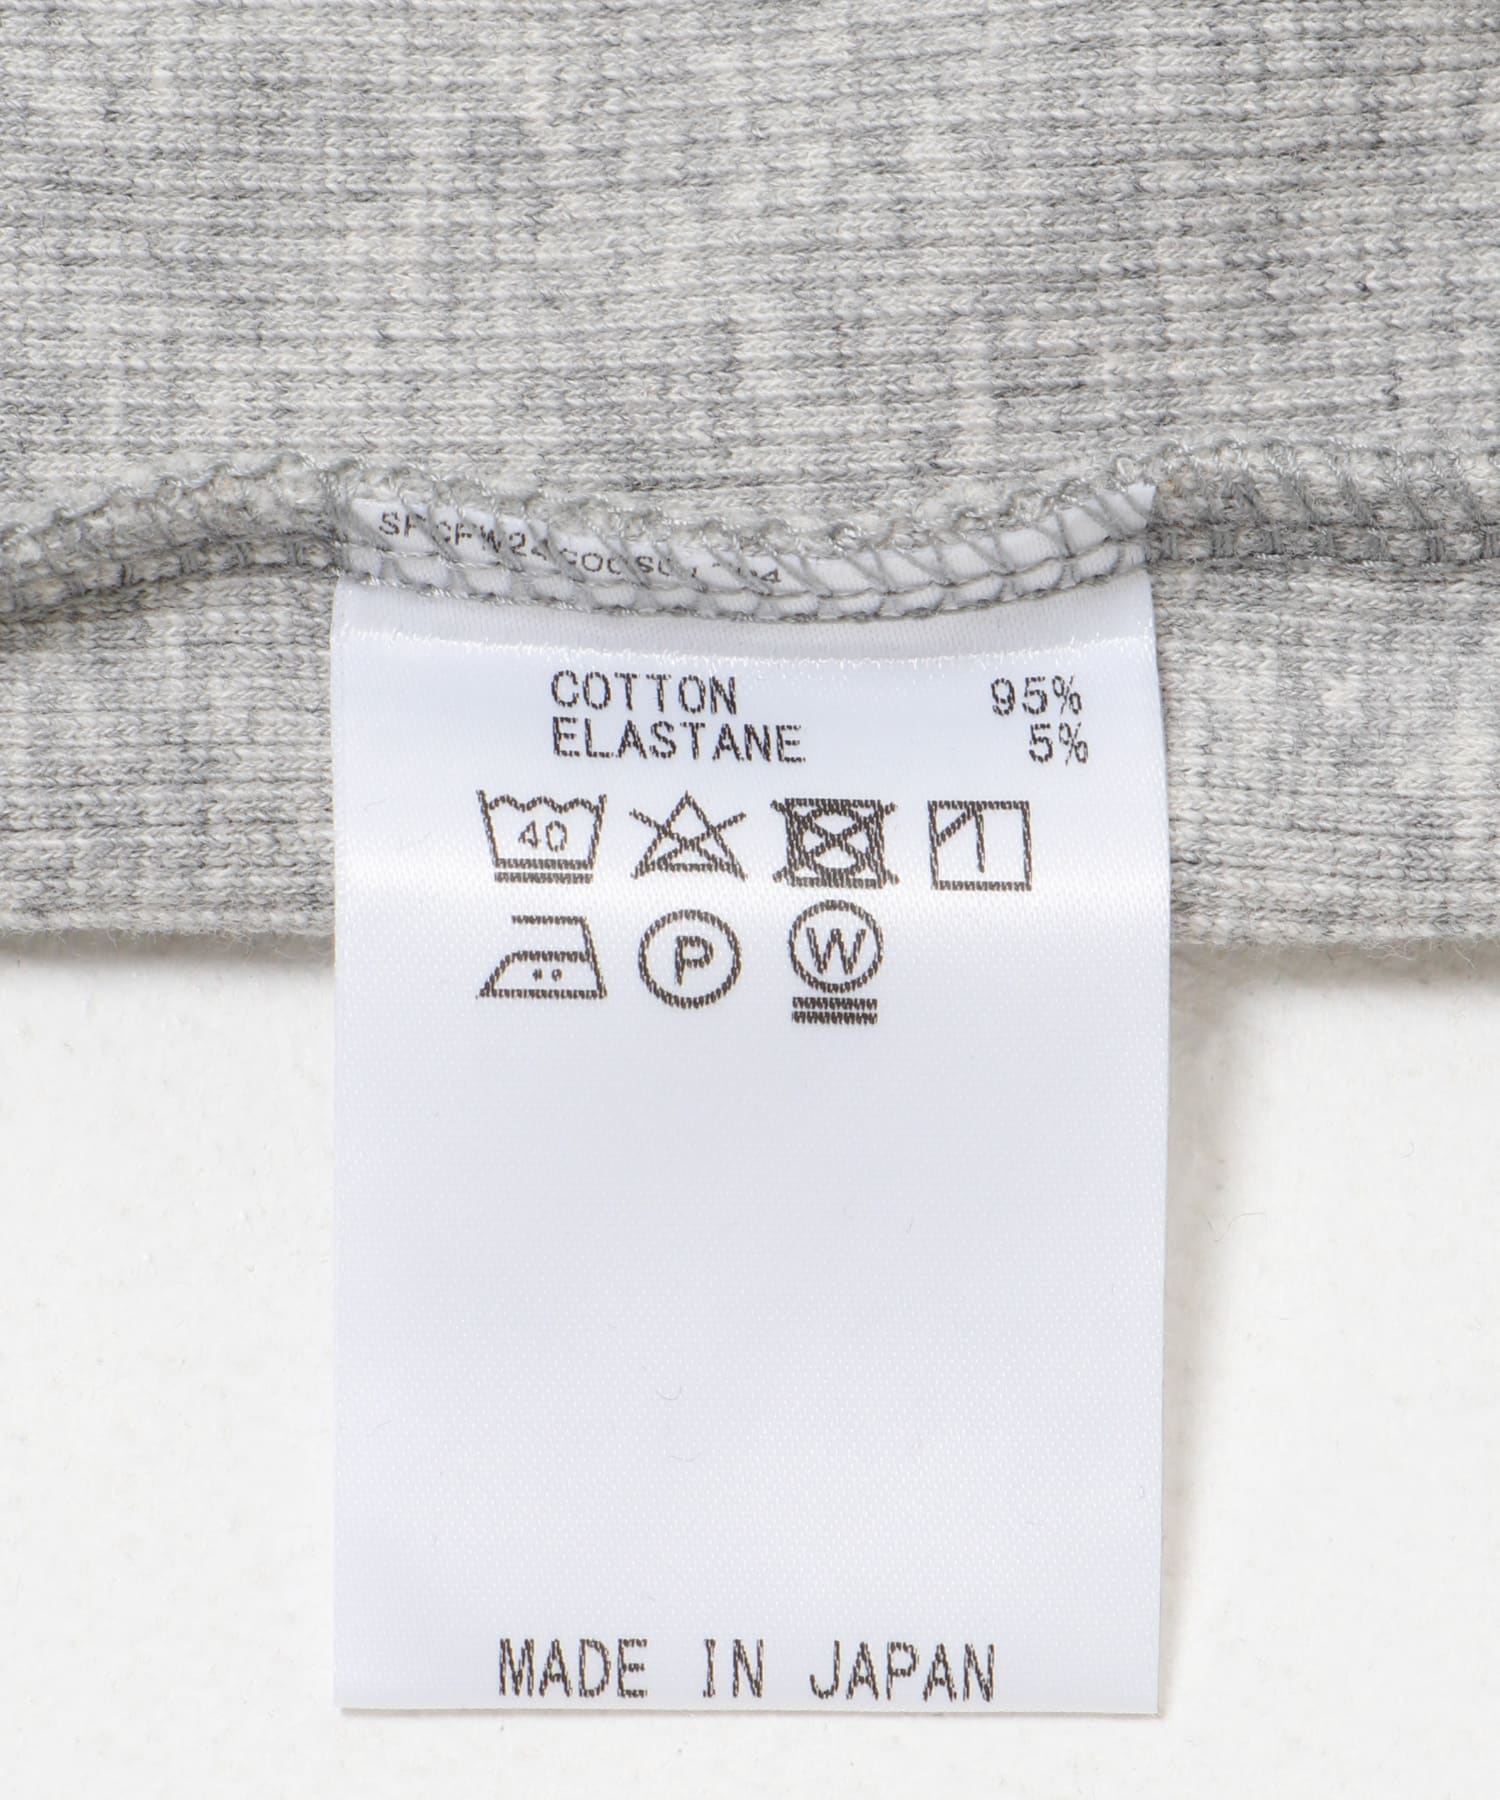 COTTON 95%
ELASTANE 5%
40
P W
MADE IN JAPAN